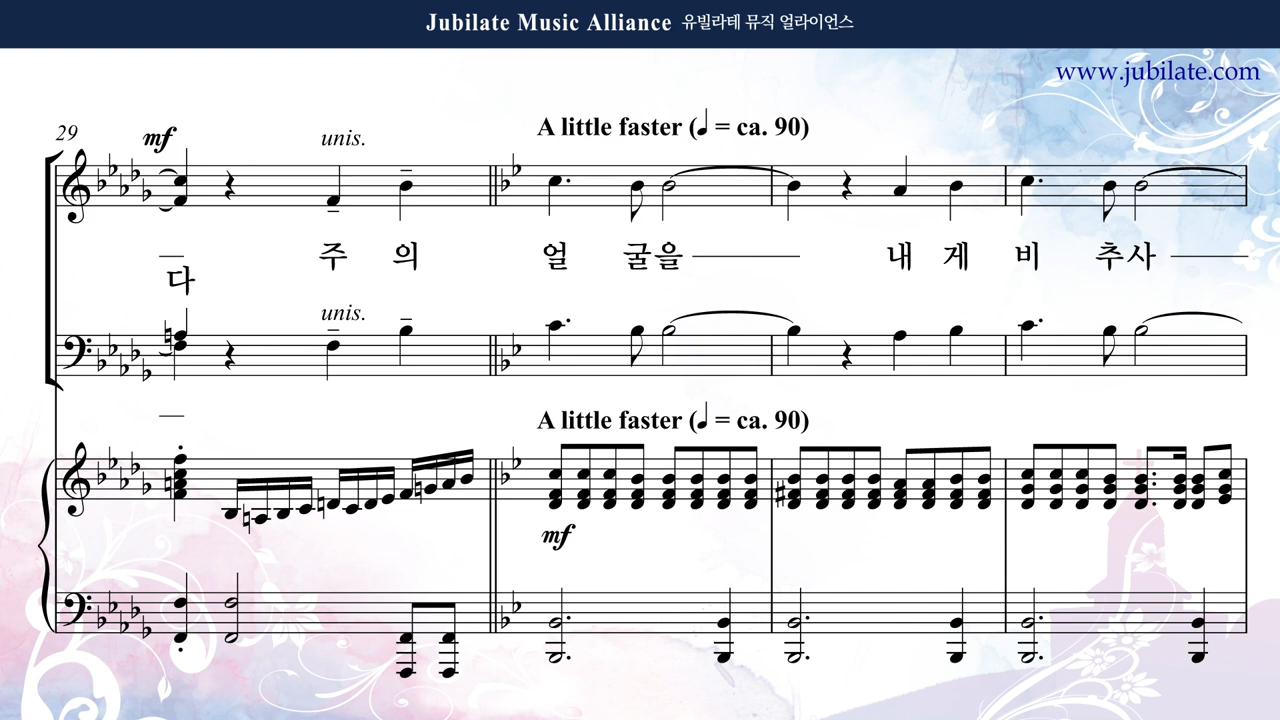 Jubilate Music Alliance 유빌라테 뮤직 얼라이언스
www.jubilate.com
29 mf unis. A little faster (♩ = ca. 90)
주 의 얼 굴을 내 게 비 추사
다
unis.
A little faster (♩ = ca. 90)
mf